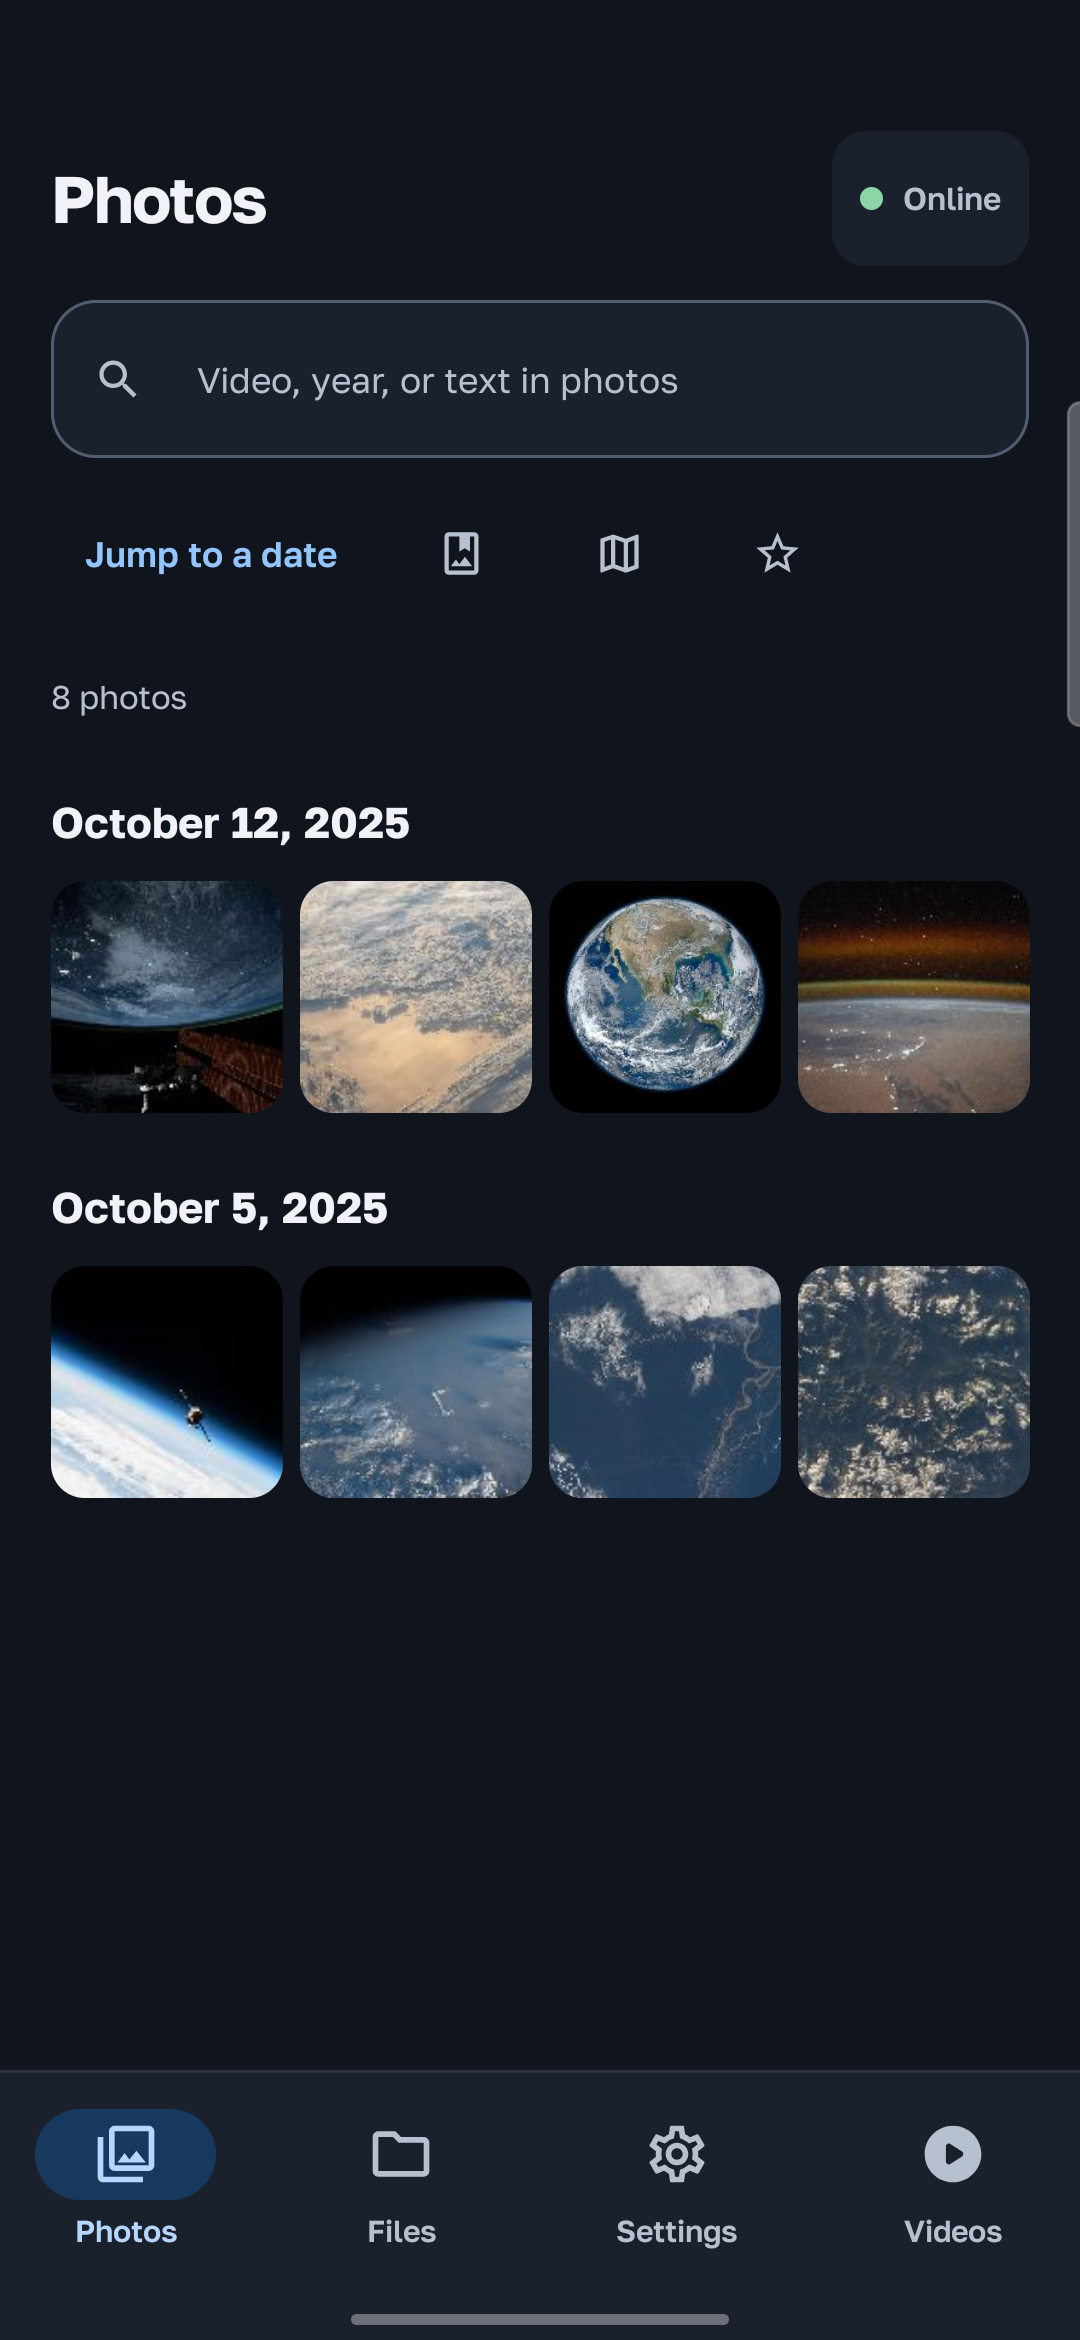 Photos
Online
Video, year, or text in photos
Jump to a date
8 photos
October 12, 2025
October 5, 2025
Photos
Files
Settings
Videos